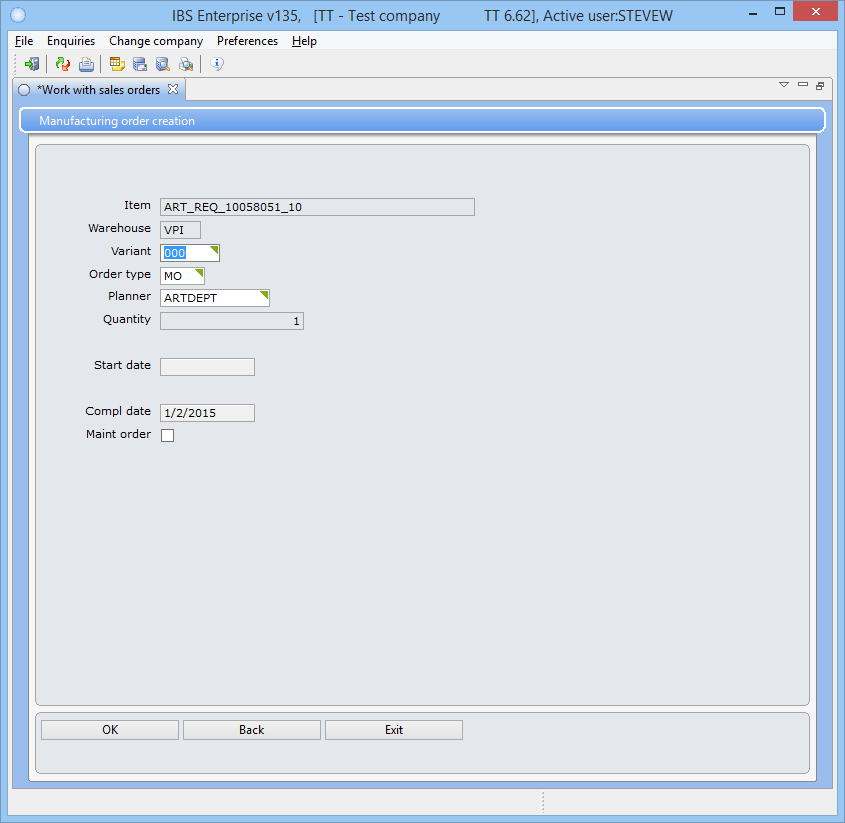 IBS Enterprise v135, [TT - Test company TT 6.62], Active user:STEVEW
File Enquiries Change company Preferences Help
*Work with sales orders
Manufacturing order creation
Item ART_REQ_10058051_10
Warehouse VPI
Variant 000
Order type MO
Planner ARTDEPT
Quantity 1
Start date
Compl date 1/2/2015
Maint order
OK Back Exit